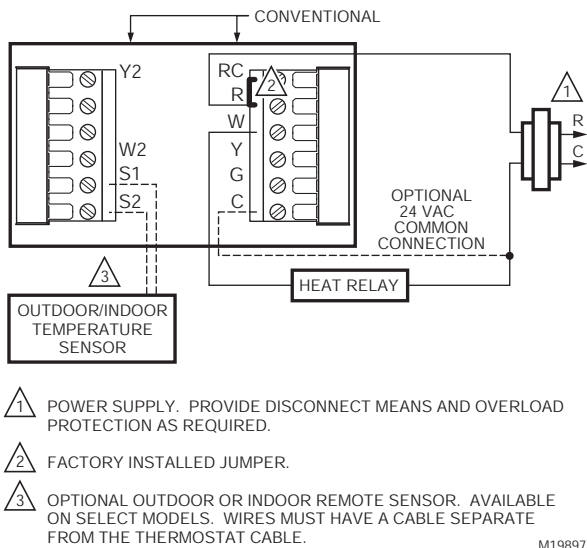 CONVENTIONAL
Y2
W2
S1
S2
RC
R
W
Y
G
C
2
1
R
C
OPTIONAL
24 VAC
COMMON
CONNECTION
3
HEAT RELAY
OUTDOOR/INDOOR
TEMPERATURE
SENSOR
1 POWER SUPPLY. PROVIDE DISCONNECT MEANS AND OVERLOAD
PROTECTION AS REQUIRED.
2 FACTORY INSTALLED JUMPER.
3 OPTIONAL OUTDOOR OR INDOOR REMOTE SENSOR. AVAILABLE
ON SELECT MODELS. WIRES MUST HAVE A CABLE SEPARATE
FROM THE THERMOSTAT CABLE.
M19897